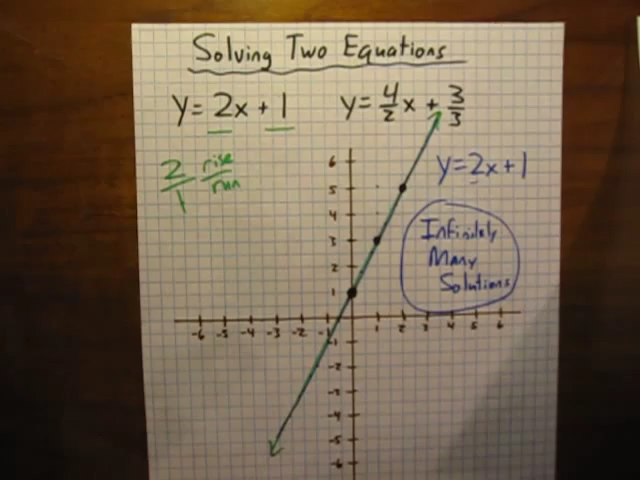 Solving Two Equations
y = 2x + 1
y = 4/2 x + 3/3
2/1 rise/run
y = 2x + 1
Infinitely
Many
Solutions
6
5
4
3
2
1
-6 -5 -4 -3 -2 -1 1 2 3 4 5 6
-1
-2
-3
-4
-5
-6